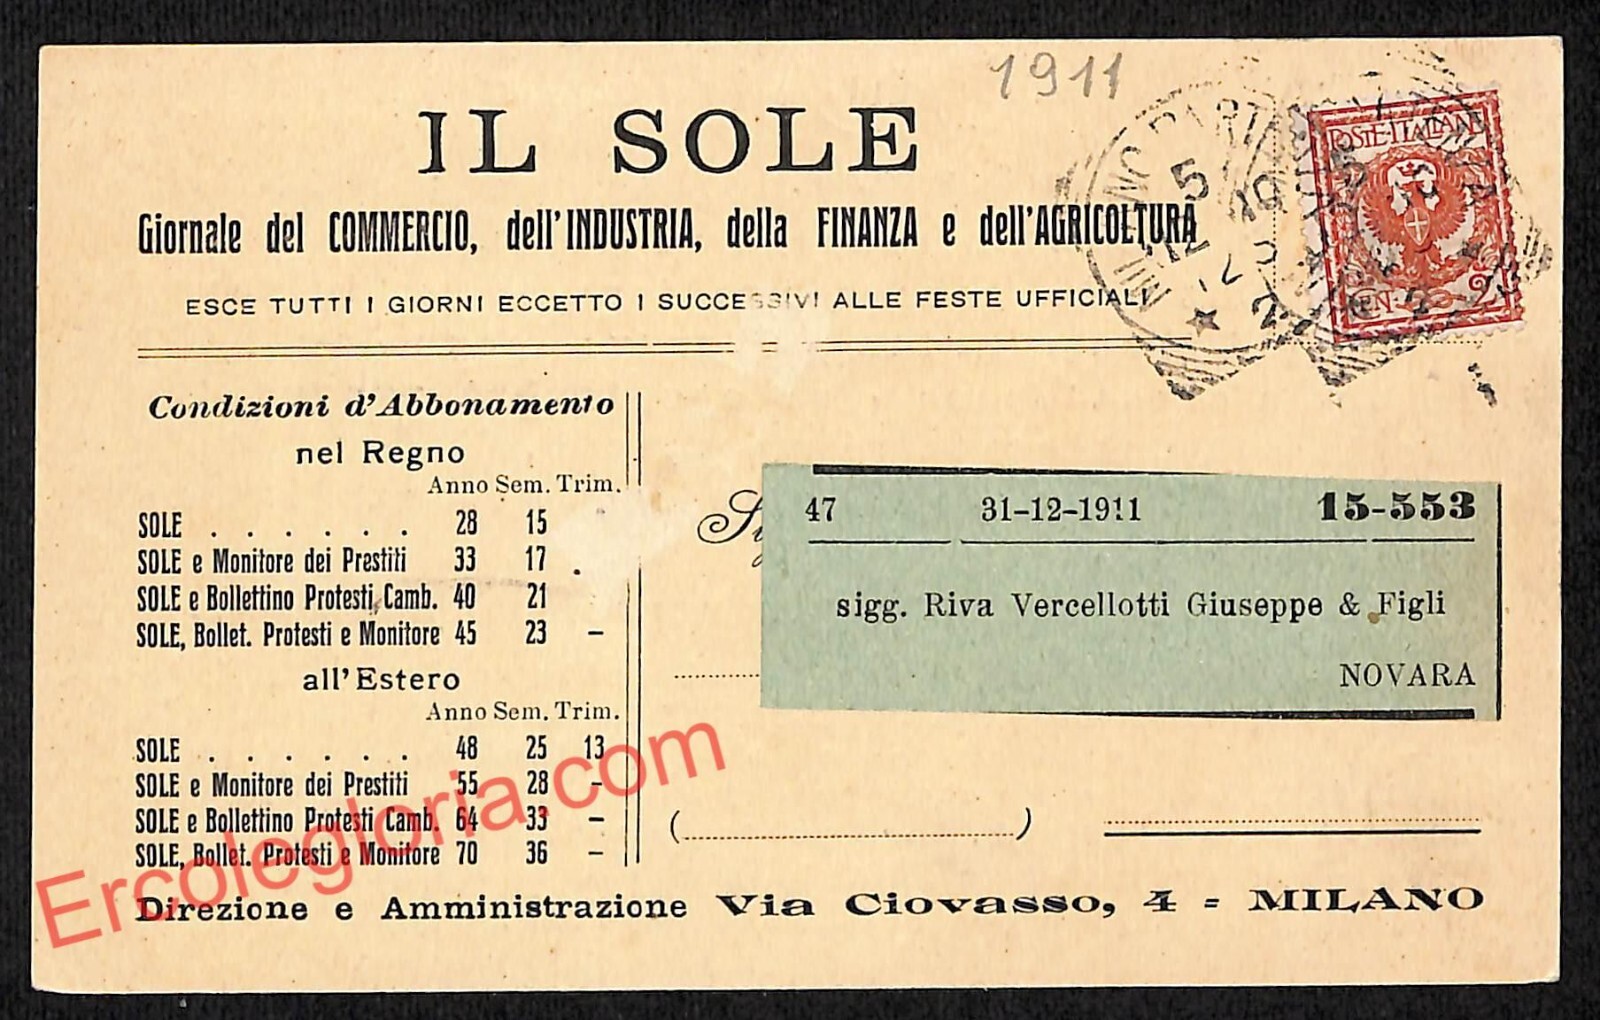 1911
IL SOLE
Giornale del COMMERCIO, dell'INDUSTRIA, della FINANZA e dell'AGRICOLTURA
ESCE TUTTI I GIORNI ECCETTO I SUCCESSIVI ALLE FESTE UFFICIALI
POSTE·ITALIANE
2
MILANO PARTENZA
5
12
Condizioni d'Abbonamento
nel Regno
Anno Sem. Trim.
SOLE . . . . . . 28 15
SOLE e Monitore dei Prestiti 33 17 .
SOLE e Bollettino Protesti Camb. 40 21
SOLE, Bollet. Protesti e Monitore 45 23 –
all'Estero
Anno Sem. Trim.
SOLE . . . . . . 48 25 13
SOLE e Monitore dei Prestiti 55 28 –
SOLE e Bollettino Protesti Camb. 64 33 –
SOLE, Bollet. Protesti e Monitore 70 36 –
47 31-12-1911 15-553
sigg. Riva Vercellotti Giuseppe & Figli
NOVARA
(..............................)
Direzione e Amministrazione Via Ciovasso, 4 - MILANO
Ercolegloria.com